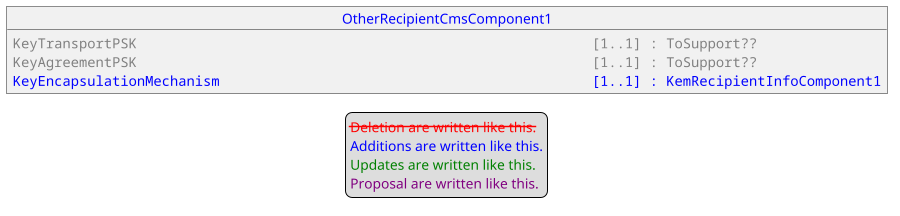 OtherRecipientCmsComponent1
KeyTransportPSK [1..1] : ToSupport??
KeyAgreementPSK [1..1] : ToSupport??
KeyEncapsulationMechanism [1..1] : KemRecipientInfoComponent1
Deletion are written like this.
Additions are written like this.
Updates are written like this.
Proposal are written like this.